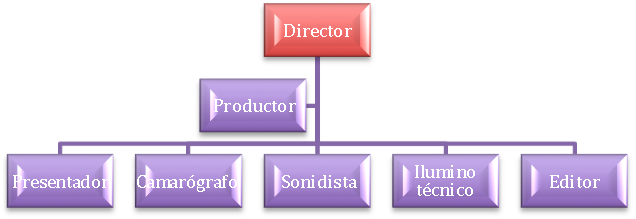 Director
Productor
Presentador
Camarógrafo
Sonidista
Ilumino
técnico
Editor